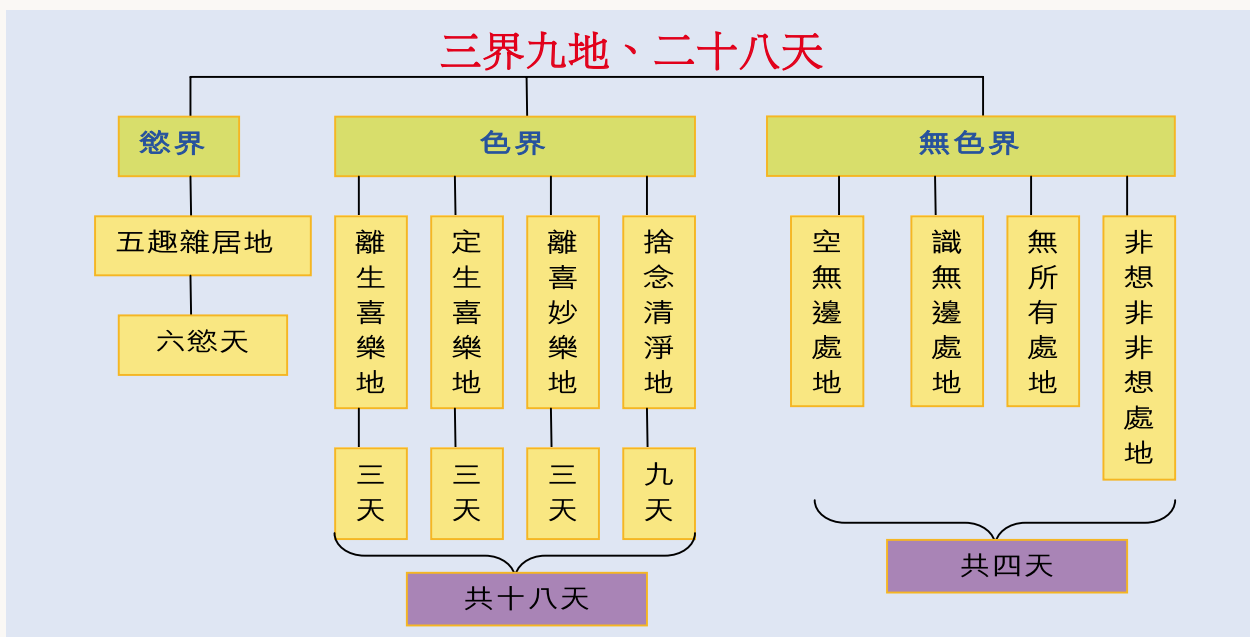 三界九地、二十八天
慾界
色界
無色界
五趣雜居地
六慾天
離生喜樂地
定生喜樂地
離喜妙樂地
捨念清淨地
三天
三天
三天
九天
共十八天
空無邊處地
識無邊處地
無所有處地
非想非非想處地
共四天